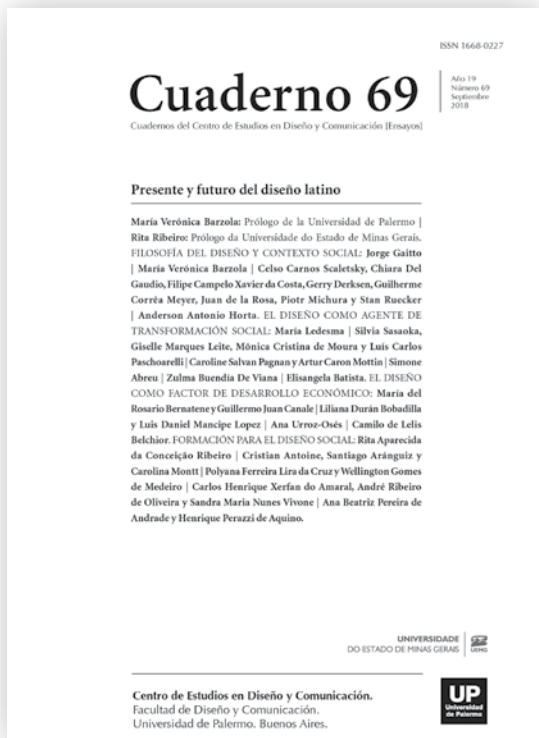 ISSN 1668-0227
Cuaderno 69
Año 19
Número 69
Septiembre
2018
Cuadernos del Centro de Estudios en Diseño y Comunicación [Ensayos]
Presente y futuro del diseño latino
María Verónica Barzola: Prólogo de la Universidad de Palermo |
Rita Ribeiro: Prólogo da Universidade do Estado de Minas Gerais.
FILOSOFÍA DEL DISEÑO Y CONTEXTO SOCIAL: Jorge Gaitto
| María Verónica Barzola | Celso Carnos Scaletsky, Chiara Del
Gaudio, Filipe Campelo Xavier da Costa, Gerry Derksen, Guilherme
Corrêa Meyer, Juan de la Rosa, Piotr Michura y Stan Ruecker
| Anderson Antonio Horta. EL DISEÑO COMO AGENTE DE
TRANSFORMACIÓN SOCIAL: María Ledesma | Silvia Sasaoka,
Giselle Marques Leite, Mônica Cristina de Moura y Luís Carlos
Paschoarelli | Caroline Salvan Pagnan y Artur Caron Mottin | Simone
Abreu | Zulma Buendía De Viana | Elisangela Batista. EL DISEÑO
COMO FACTOR DE DESARROLLO ECONÓMICO: María del
Rosario Bernatene y Guillermo Juan Canale | Liliana Durán Bobadilla
y Luis Daniel Mancipe Lopez | Ana Urroz-Osés | Camilo de Lelis
Belchior. FORMACIÓN PARA EL DISEÑO SOCIAL: Rita Aparecida
da Conceição Ribeiro | Cristian Antoine, Santiago Aránguiz y
Carolina Montt | Polyana Ferreira Lira da Cruz y Wellington Gomes
de Medeiro | Carlos Henrique Xerfan do Amaral, André Ribeiro
de Oliveira y Sandra Maria Nunes Vivone | Ana Beatriz Pereira de
Andrade y Henrique Perazzi de Aquino.
UNIVERSIDADE
DO ESTADO DE MINAS GERAIS
UEMG
Centro de Estudios en Diseño y Comunicación.
Facultad de Diseño y Comunicación.
Universidad de Palermo. Buenos Aires.
UP
Universidad
de Palermo